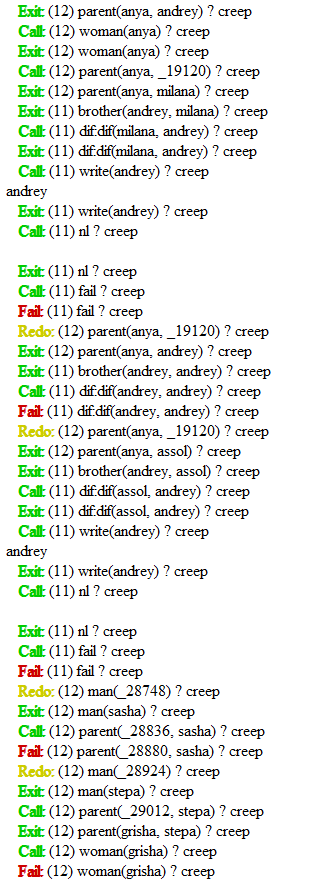 Exit: (12) parent(anya, andrey) ? creep
Call: (12) woman(anya) ? creep
Exit: (12) woman(anya) ? creep
Call: (12) parent(anya, _19120) ? creep
Exit: (12) parent(anya, milana) ? creep
Exit: (11) brother(andrey, milana) ? creep
Call: (11) dif:dif(milana, andrey) ? creep
Exit: (11) dif:dif(milana, andrey) ? creep
Call: (11) write(andrey) ? creep
andrey
Exit: (11) write(andrey) ? creep
Call: (11) nl ? creep
Exit: (11) nl ? creep
Call: (11) fail ? creep
Fail: (11) fail ? creep
Redo: (12) parent(anya, _19120) ? creep
Exit: (12) parent(anya, andrey) ? creep
Exit: (11) brother(andrey, andrey) ? creep
Call: (11) dif:dif(andrey, andrey) ? creep
Fail: (11) dif:dif(andrey, andrey) ? creep
Redo: (12) parent(anya, _19120) ? creep
Exit: (12) parent(anya, assol) ? creep
Exit: (11) brother(andrey, assol) ? creep
Call: (11) dif:dif(assol, andrey) ? creep
Exit: (11) dif:dif(assol, andrey) ? creep
Call: (11) write(andrey) ? creep
andrey
Exit: (11) write(andrey) ? creep
Call: (11) nl ? creep
Exit: (11) nl ? creep
Call: (11) fail ? creep
Fail: (11) fail ? creep
Redo: (12) man(_28748) ? creep
Exit: (12) man(sasha) ? creep
Call: (12) parent(_28836, sasha) ? creep
Fail: (12) parent(_28880, sasha) ? creep
Redo: (12) man(_28924) ? creep
Exit: (12) man(stepa) ? creep
Call: (12) parent(_29012, stepa) ? creep
Exit: (12) parent(grisha, stepa) ? creep
Call: (12) woman(grisha) ? creep
Fail: (12) woman(grisha) ? creep